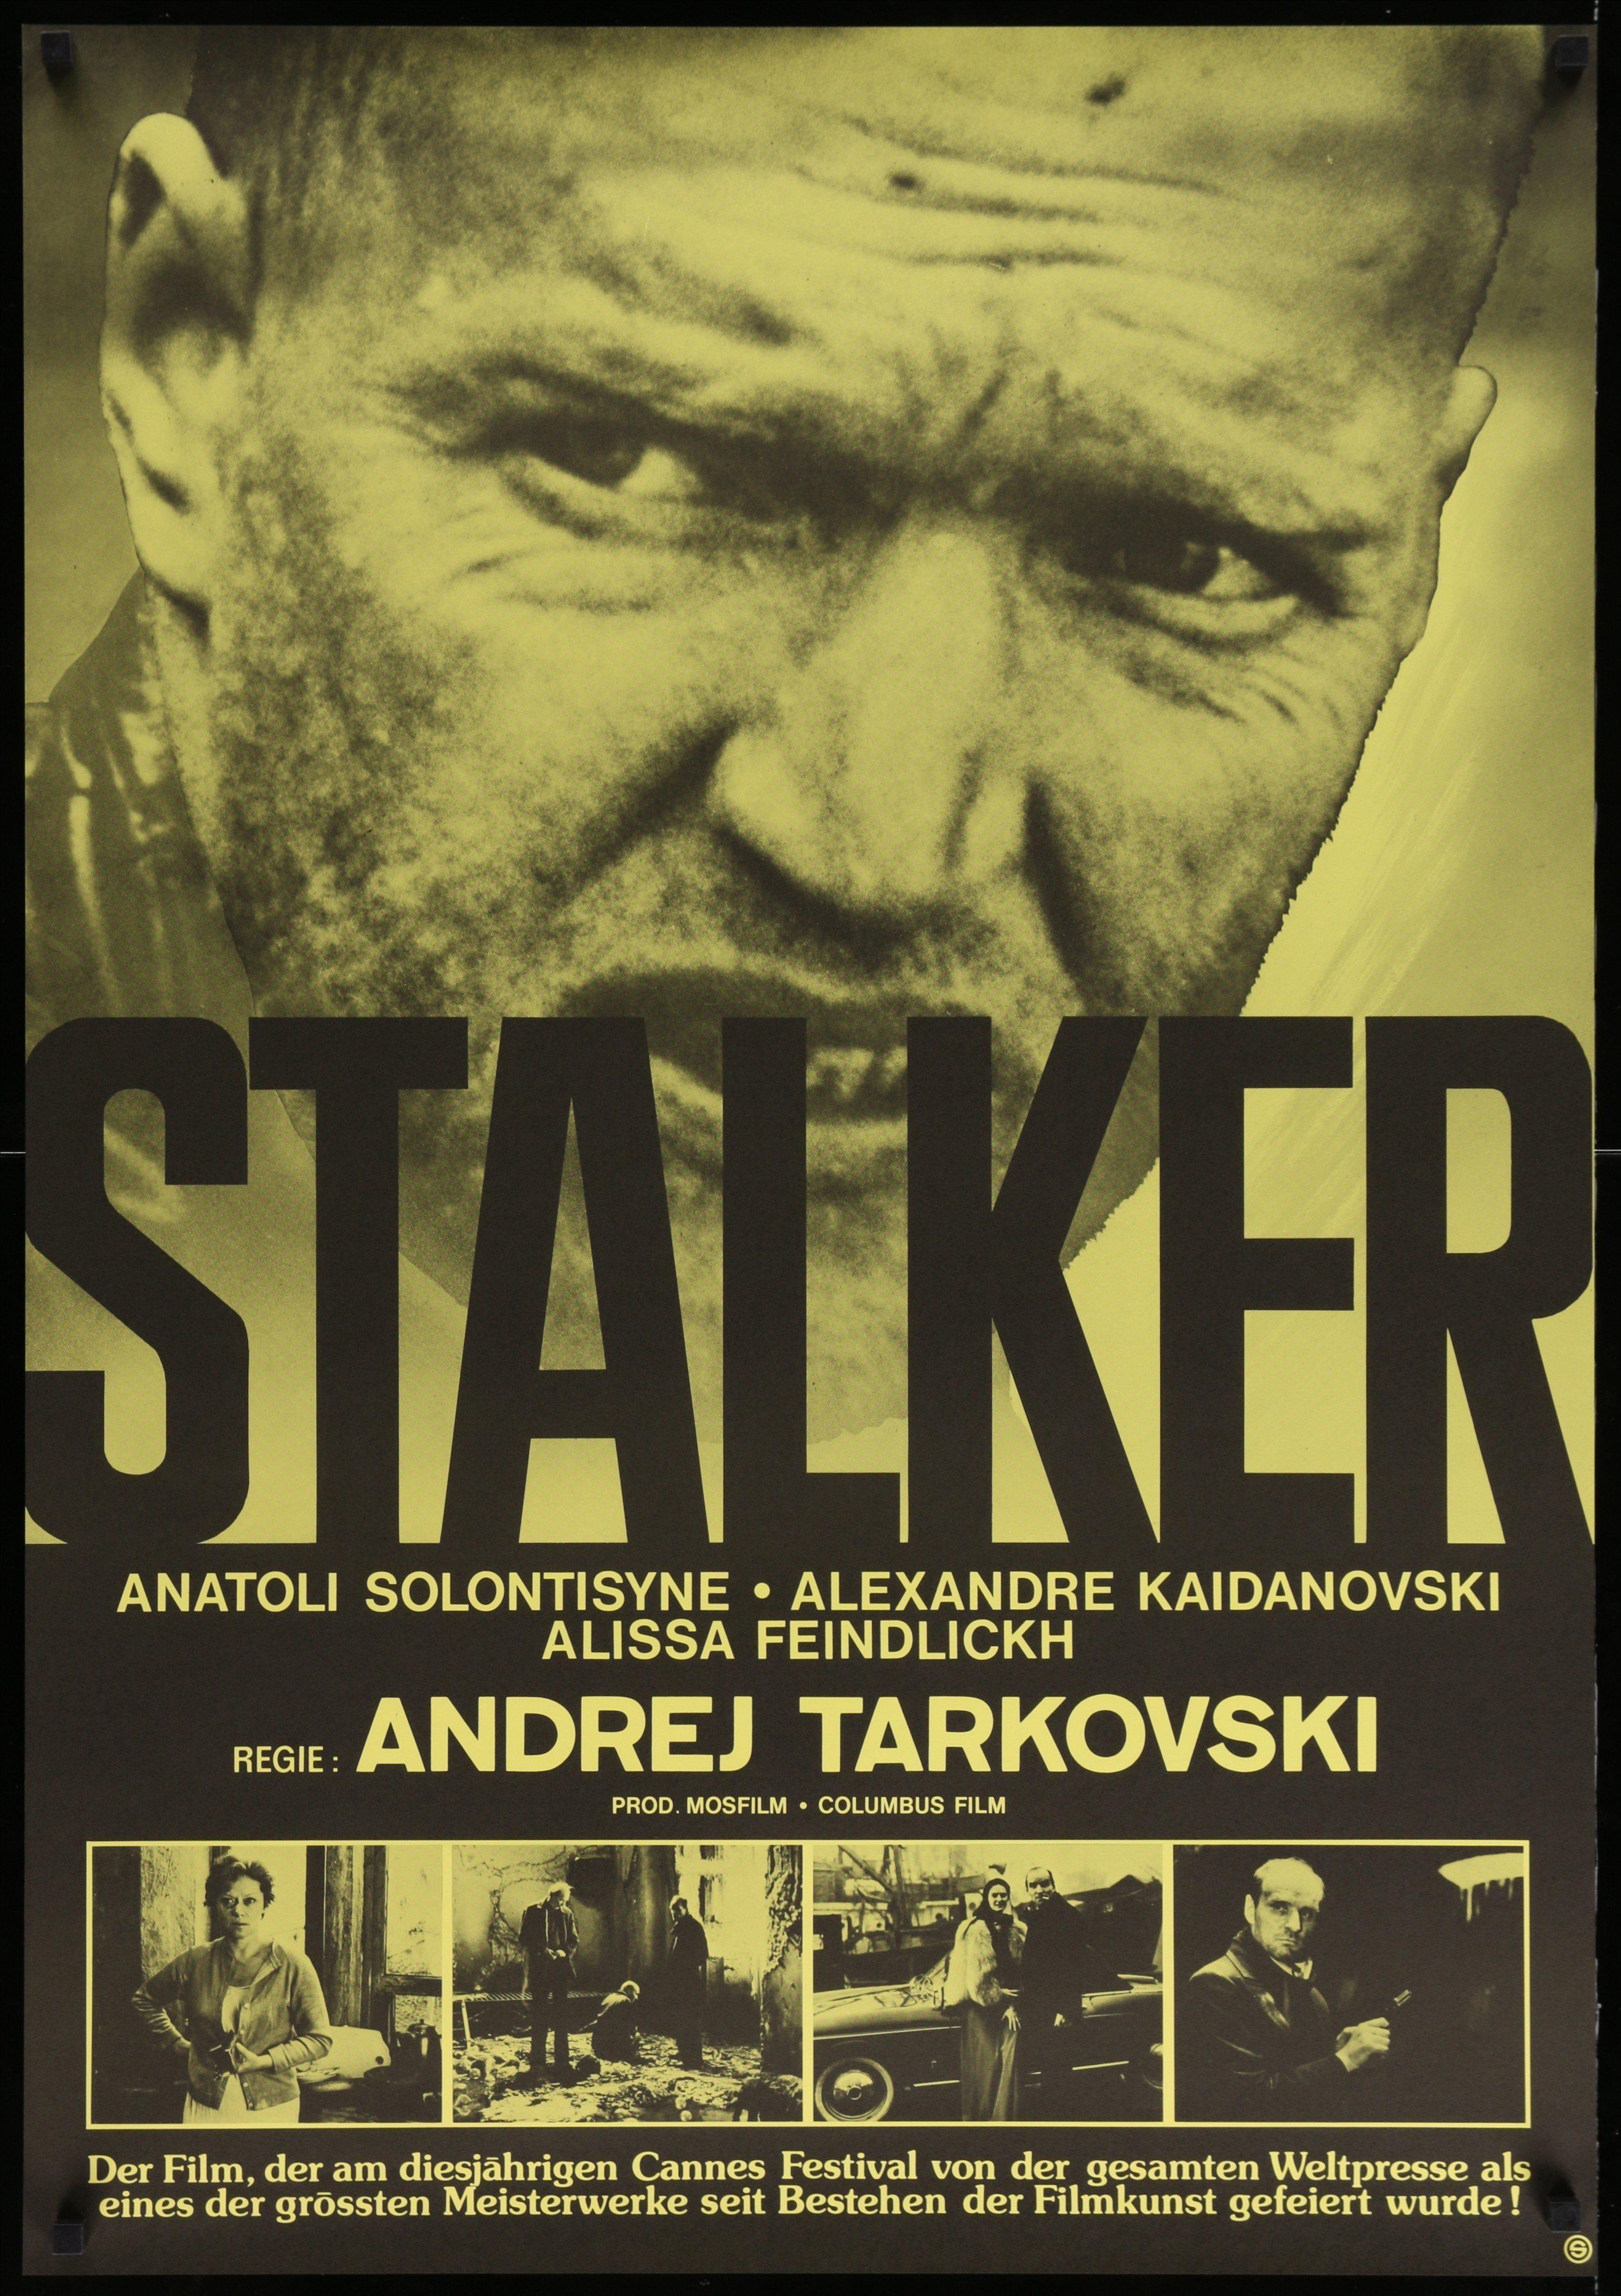 STALKER
ANATOLI SOLONTISYNE • ALEXANDRE KAIDANOVSKI
ALISSA FEINDLICKH
REGIE: ANDREJ TARKOVSKI
PROD. MOSFILM • COLUMBUS FILM
Der Film, der am diesjährigen Cannes Festival von der gesamten Weltpresse als
eines der grössten Meisterwerke seit Bestehen der Filmkunst gefeiert wurde!
S